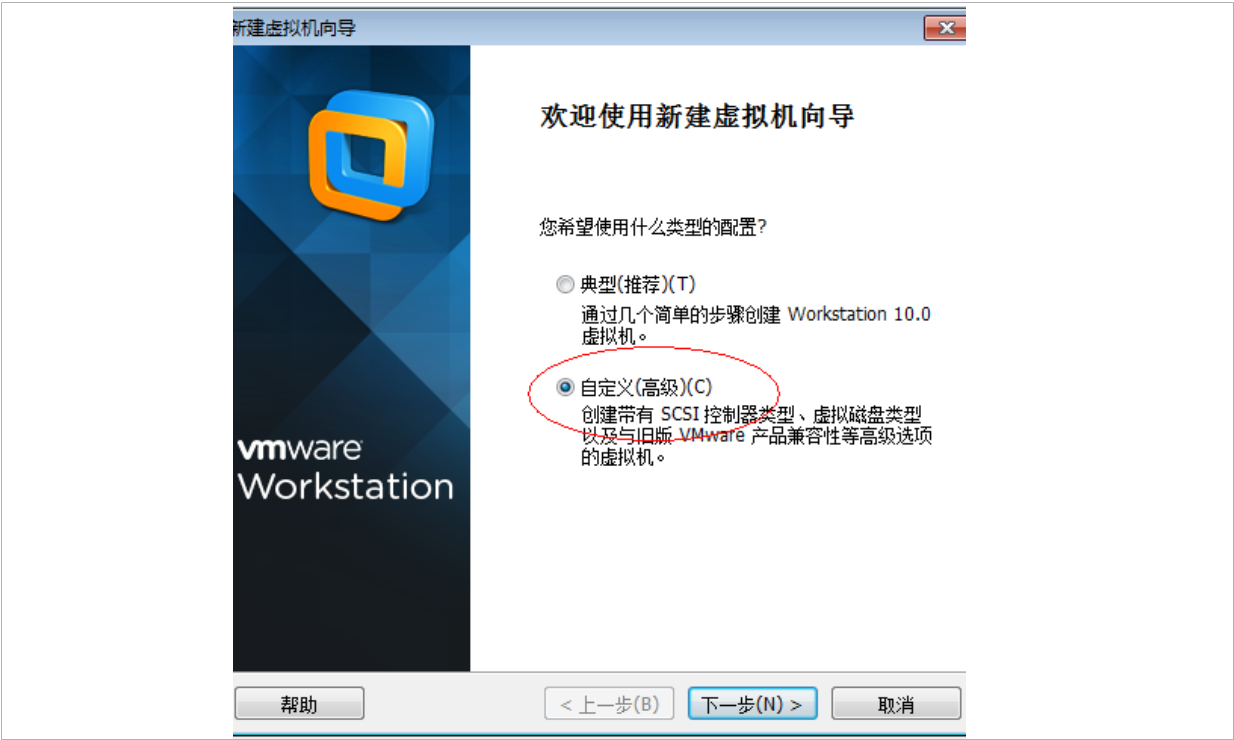 新建虚拟机向导
欢迎使用新建虚拟机向导
您希望使用什么类型的配置?
典型(推荐)(T)
通过几个简单的步骤创建 Workstation 10.0
虚拟机。
自定义(高级)(C)
创建带有 SCSI 控制器类型、虚拟磁盘类型
以及与旧版 VMware 产品兼容性等高级选项
的虚拟机。
vmware
Workstation
帮助
< 上一步(B)
下一步(N) >
取消